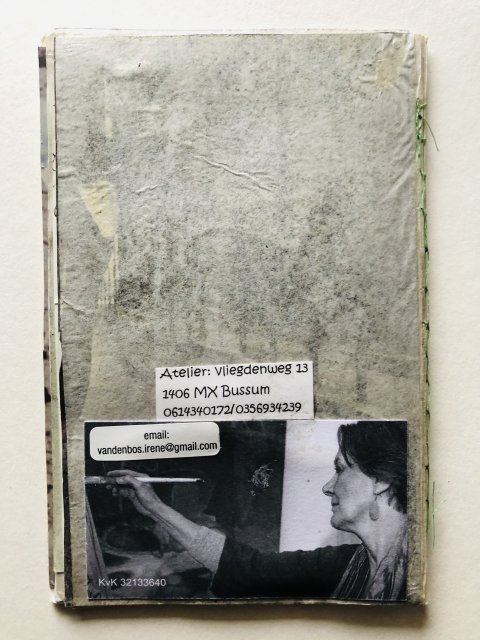 Atelier: Vliegdenweg 13
1406 MX Bussum
0614340172/0356934239
email:
vandenbos.irene@gmail.com
KvK 32133640